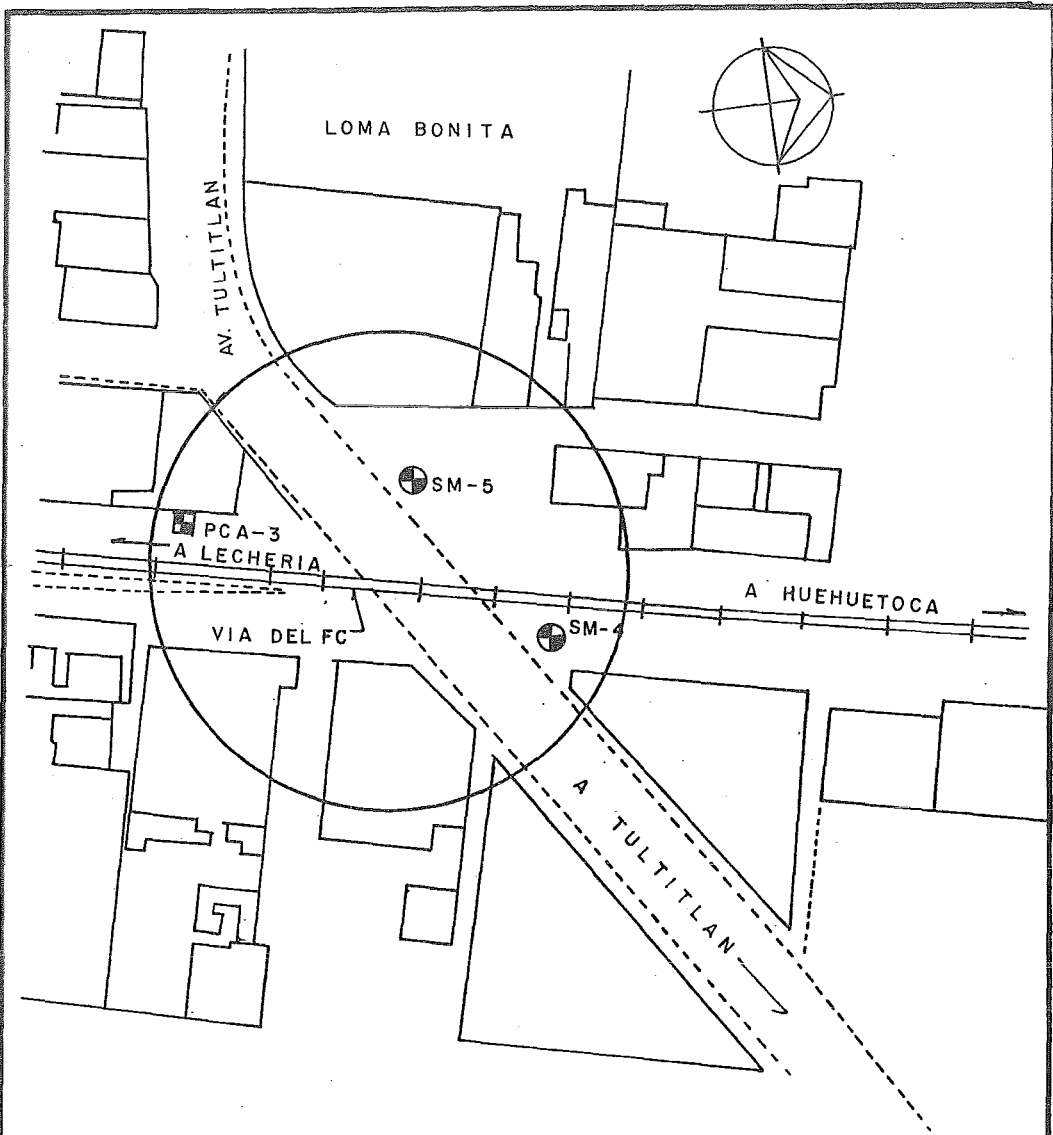 LOMA BONITA
AV. TULTITLAN
SM-5
PCA-3
A LECHERIA
A HUEHUETOCA
VIA DEL FC
SM-4
A TULTITLAN